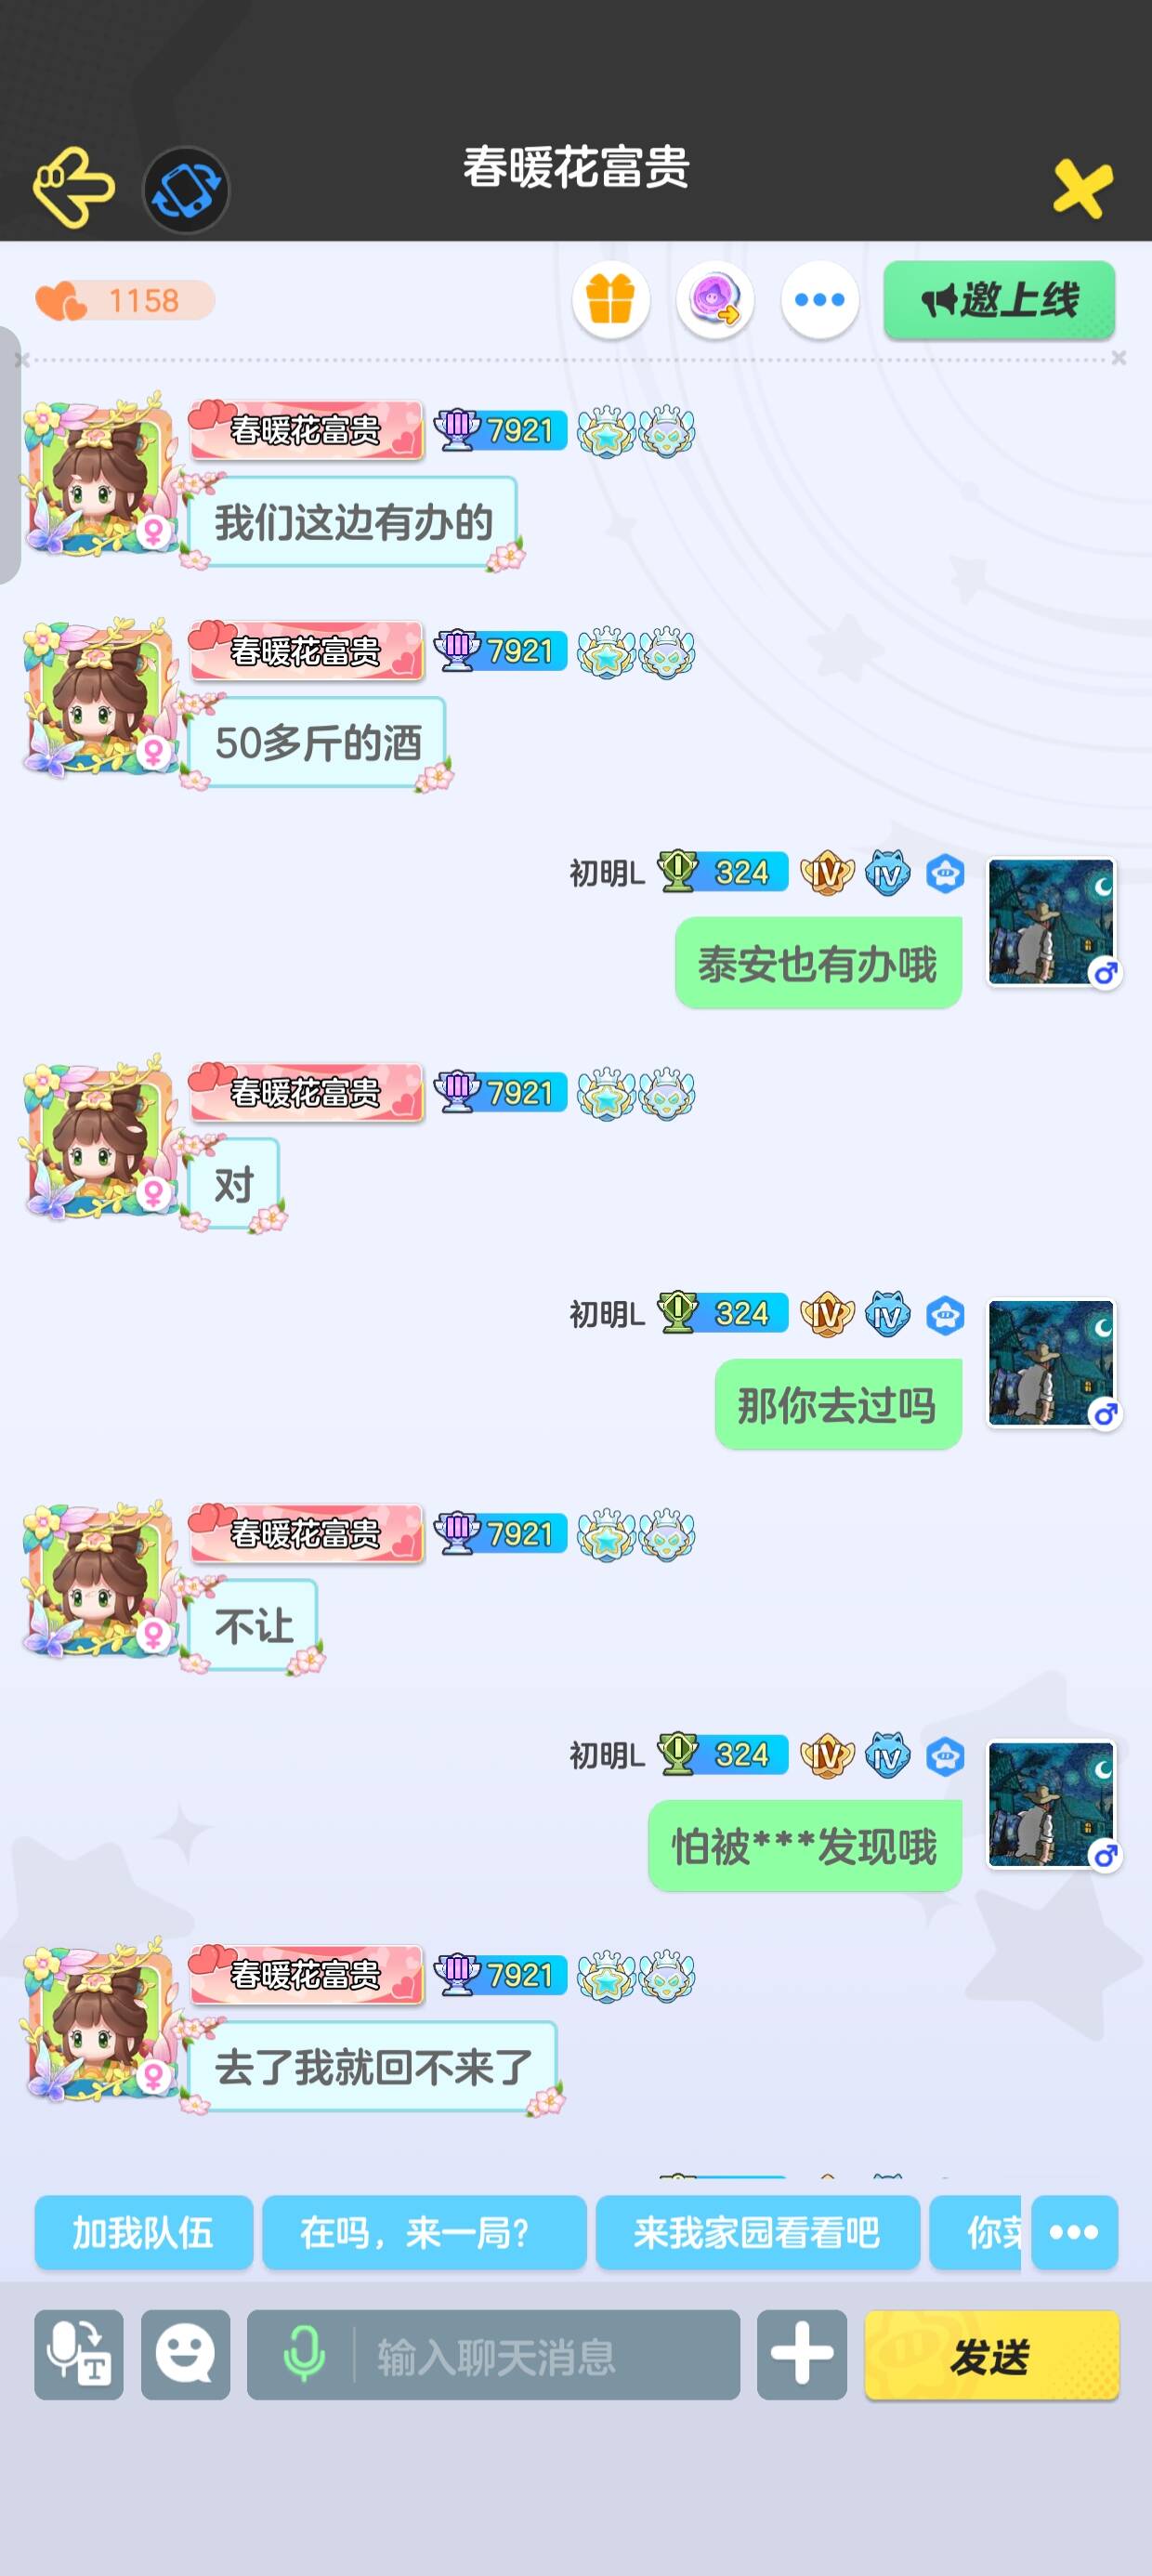 春暖花富贵
1158
邀上线
春暖花富贵 III 7921
我们这边有办的
春暖花富贵 III 7921
50多斤的酒
初明L I 324 IV IV
泰安也有办哦
春暖花富贵 III 7921
对
初明L I 324 IV IV
那你去过吗
春暖花富贵 III 7921
不让
初明L I 324 IV IV
怕被***发现哦
春暖花富贵 III 7921
去了我就回不来了
加我队伍 在吗，来一局？ 来我家园看看吧 你菜
T 输入聊天消息 发送